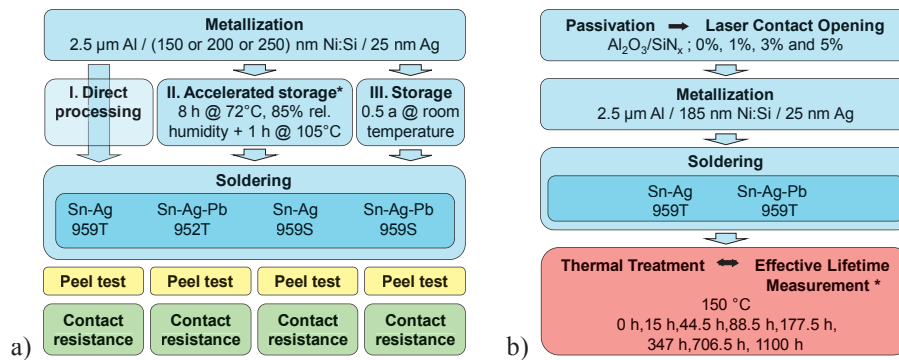 Metallization
2.5 µm Al / (150 or 200 or 250) nm Ni:Si / 25 nm Ag
I. Direct
processing
II. Accelerated storage*
8 h @ 72°C, 85% rel.
humidity + 1 h @ 105°C
III. Storage
0.5 a @ room
temperature
Soldering
Sn-Ag Sn-Ag-Pb Sn-Ag Sn-Ag-Pb
959T 952T 959S 959S
Peel test Peel test Peel test Peel test
Contact Contact Contact Contact
resistance resistance resistance resistance
a)
Passivation ➡ Laser Contact Opening
Al₂O₃/SiNₓ ; 0%, 1%, 3% and 5%
Metallization
2.5 µm Al / 185 nm Ni:Si / 25 nm Ag
Soldering
Sn-Ag Sn-Ag-Pb
959T 959T
Thermal Treatment ⬌ Effective Lifetime
Measurement *
150 °C
0 h,15 h,44.5 h,88.5 h,177.5 h,
347 h,706.5 h, 1100 h
b)